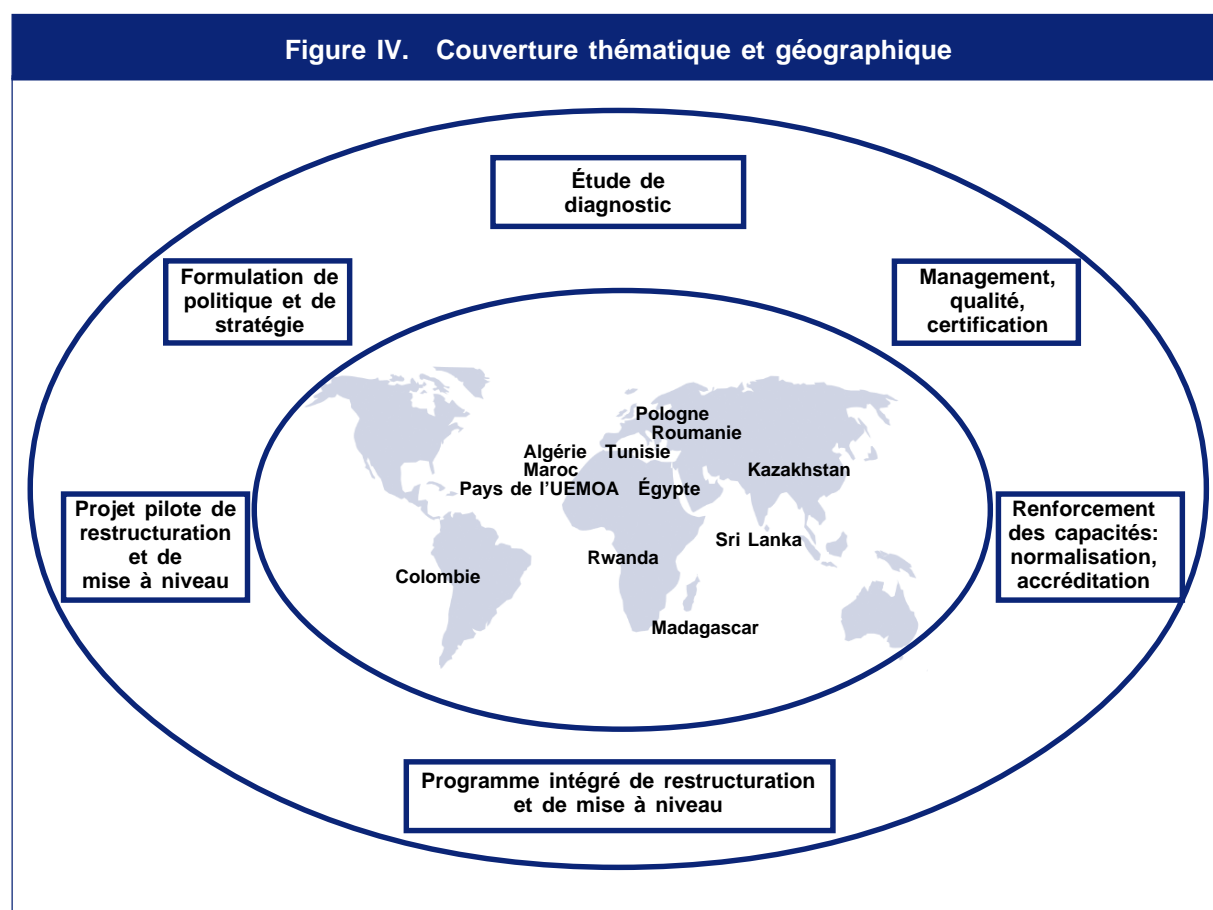 Figure IV. Couverture thématique et géographique
Étude de
diagnostic
Formulation de
politique et de
stratégie
Management,
qualité,
certification
Pologne
Roumanie
Algérie Tunisie
Maroc
Kazakhstan
Pays de l'UEMOA Égypte
Projet pilote de
restructuration
et de
mise à niveau
Renforcement
des capacités:
normalisation,
accréditation
Sri Lanka
Rwanda
Colombie
Madagascar
Programme intégré de restructuration
et de mise à niveau